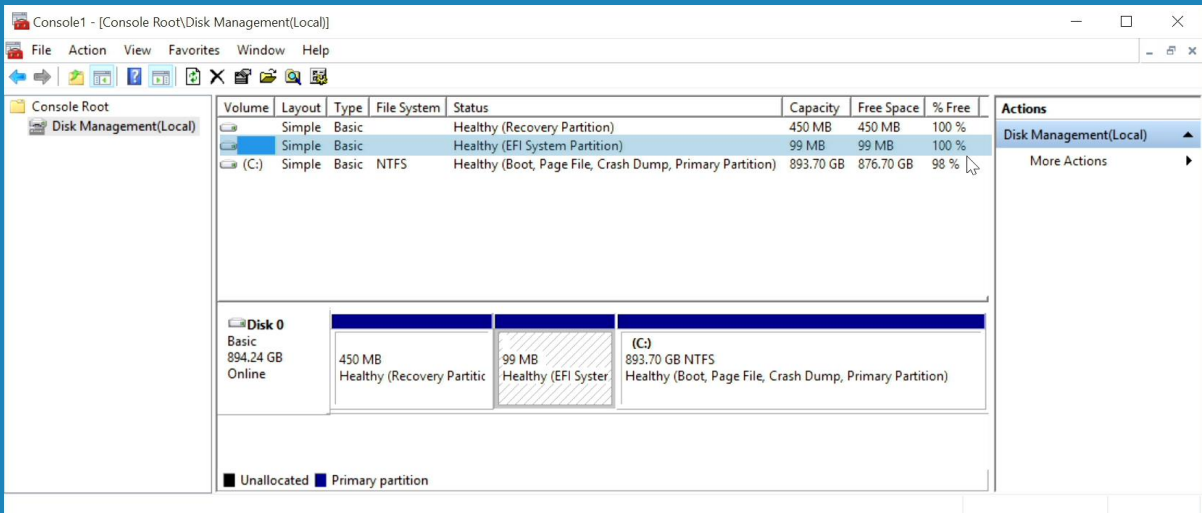 Console1 - [Console Root\Disk Management(Local)]
File Action View Favorites Window Help
Console Root
Disk Management(Local)
Volume Layout Type File System Status Capacity Free Space % Free
Simple Basic Healthy (Recovery Partition) 450 MB 450 MB 100 %
Simple Basic Healthy (EFI System Partition) 99 MB 99 MB 100 %
(C:) Simple Basic NTFS Healthy (Boot, Page File, Crash Dump, Primary Partition) 893.70 GB 876.70 GB 98 %
Disk 0
Basic
894.24 GB
Online
450 MB
Healthy (Recovery Partitic
99 MB
Healthy (EFI Syster
(C:)
893.70 GB NTFS
Healthy (Boot, Page File, Crash Dump, Primary Partition)
Unallocated Primary partition
Actions
Disk Management(Local)
More Actions